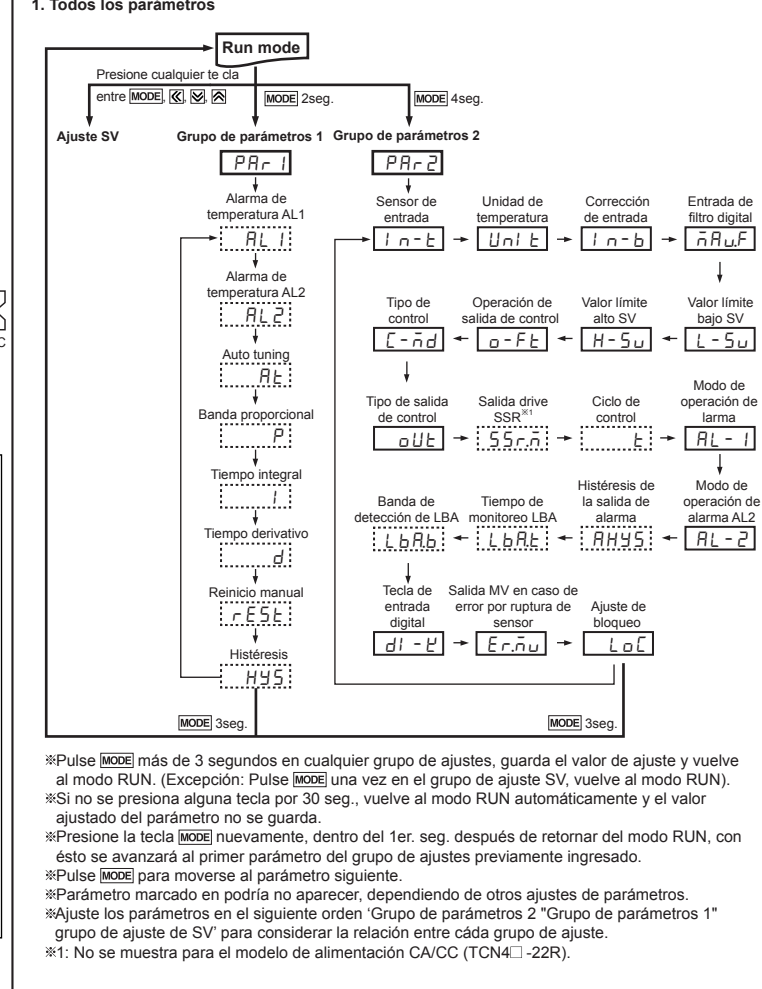 1. Todos los parámetros
Run mode
Presione cualquier te cla
entre MODE, «, ︾, ︽
MODE 2seg.
MODE 4seg.
Ajuste SV
Grupo de parámetros 1
Grupo de parámetros 2
PAr1
PAr2
Alarma de
temperatura AL1
AL1
Alarma de
temperatura AL2
AL2
Auto tuning
At
Banda proporcional
P
Tiempo integral
I
Tiempo derivativo
d
Reinicio manual
rESt
Histéresis
HYS
MODE 3seg.
Sensor de
entrada
In-t
Unidad de
temperatura
UnIt
Corrección
de entrada
In-b
Entrada de
filtro digital
mAu.F
Tipo de
control
C-md
Operación de
salida de control
o-Ft
Valor límite
alto SV
H-Su
Valor límite
bajo SV
L-Su
Tipo de salida
de control
oUt
Salida drive
SSR※1
SSr.m
Ciclo de
control
t
Modo de
operación de
larma
AL-1
Banda de
detección de LBA
LbA.b
Tiempo de
monitoreo LBA
LbA.t
Histéresis de
la salida de
alarma
AHYS
Modo de
operación de
alarma AL2
AL-2
Tecla de
entrada
digital
dI-K
Salida MV en caso de
error por ruptura de
sensor
Er.mu
Ajuste de
bloqueo
LoC
MODE 3seg.
※Pulse MODE más de 3 segundos en cualquier grupo de ajustes, guarda el valor de ajuste y vuelve
al modo RUN. (Excepción: Pulse MODE una vez en el grupo de ajuste SV, vuelve al modo RUN).
※Si no se presiona alguna tecla por 30 seg., vuelve al modo RUN automáticamente y el valor
ajustado del parámetro no se guarda.
※Presione la tecla MODE nuevamente, dentro del 1er. seg. después de retornar del modo RUN, con
ésto se avanzará al primer parámetro del grupo de ajustes previamente ingresado.
※Pulse MODE para moverse al parámetro siguiente.
※Parámetro marcado en podría no aparecer, dependiendo de otros ajustes de parámetros.
※Ajuste los parámetros en el siguiente orden ‘Grupo de parámetros 2 "Grupo de parámetros 1"
grupo de ajuste de SV’ para considerar la relación entre cáda grupo de ajuste.
※1: No se muestra para el modelo de alimentación CA/CC (TCN4□ -22R).
C